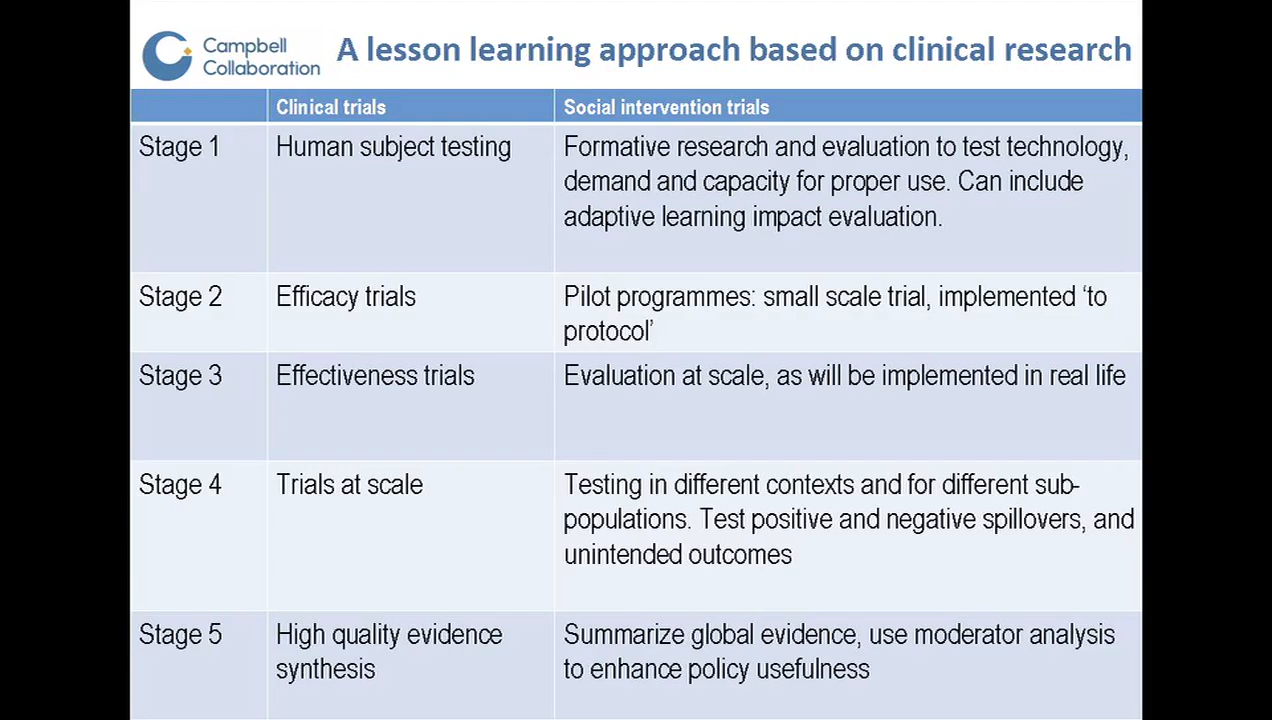 Campbell
Collaboration
A lesson learning approach based on clinical research
Clinical trials
Social intervention trials
Stage 1
Human subject testing
Formative research and evaluation to test technology,
demand and capacity for proper use. Can include
adaptive learning impact evaluation.
Stage 2
Efficacy trials
Pilot programmes: small scale trial, implemented ‘to
protocol’
Stage 3
Effectiveness trials
Evaluation at scale, as will be implemented in real life
Stage 4
Trials at scale
Testing in different contexts and for different sub-
populations. Test positive and negative spillovers, and
unintended outcomes
Stage 5
High quality evidence
synthesis
Summarize global evidence, use moderator analysis
to enhance policy usefulness